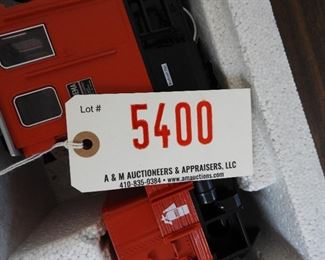 Lot #
5400
A & M AUCTIONEERS & APPRAISERS, LLC
410-835-0384 • www.amauctions.com